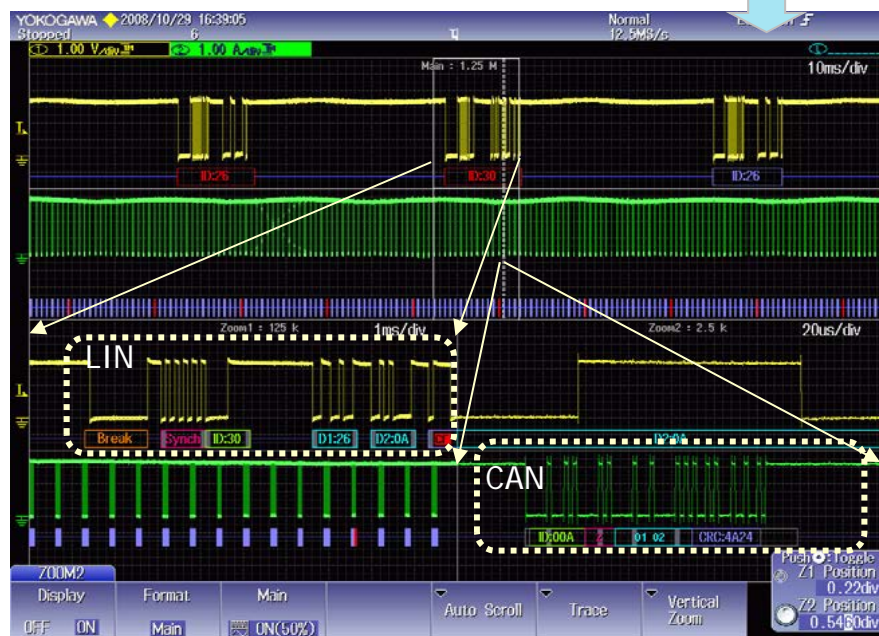 YOKOGAWA 2008/10/29 16:39:05 Normal
Stopped 6 12.5MS/s
1.00 V 1.00 A
Main : 1.25 M
10ms/div
ID:26 ID:30 ID:26
Zoom1 : 125 k 1ms/div Zoom2 : 2.5 k 20us/div
LIN
Break Synch ID:30 D1:26 D2:0A D2:0A
CAN
ID:00A 2 01 02 CRC:4A24
ZOOM2
Push :Toggle
Z1 Position
0.22div
Z2 Position
0.5460div
Display Format Main Auto Scroll Trace Vertical Zoom
OFF ON Main ON(50%)